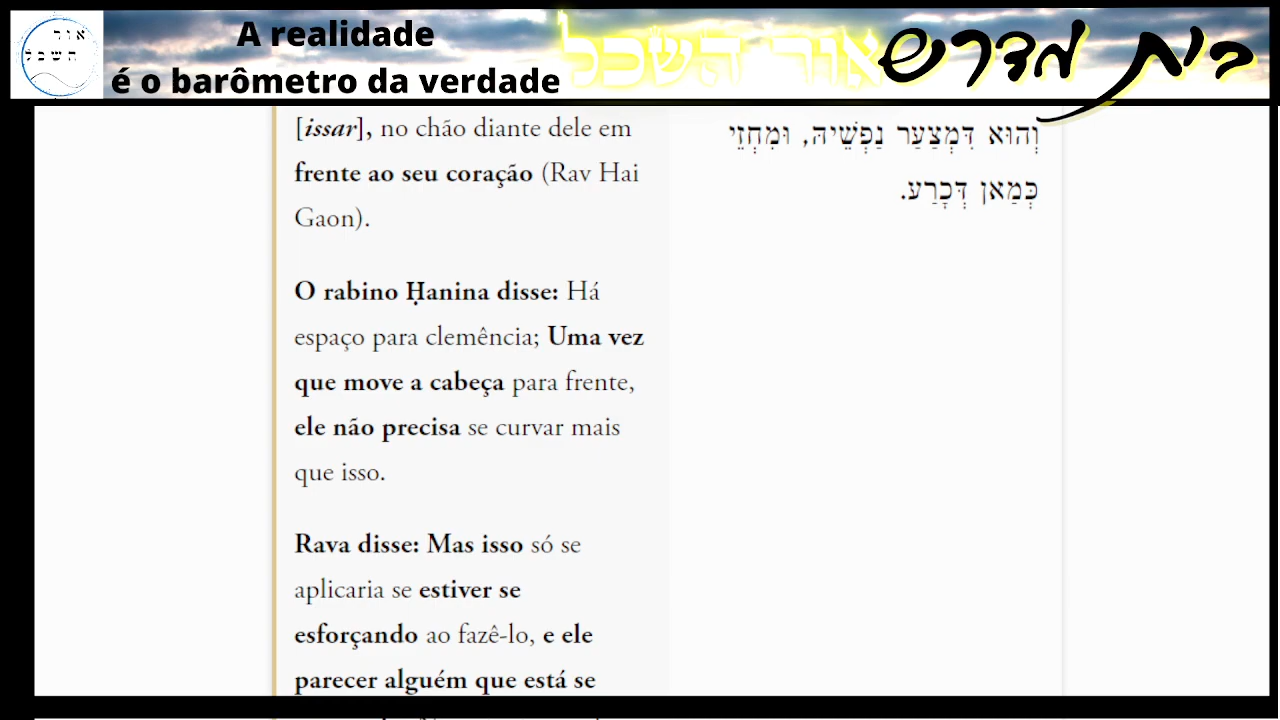 אור
השכל
A realidade
é o barômetro da verdade
אור השכל
בית מדרש
[issar], no chão diante dele em
frente ao seu coração (Rav Hai
Gaon).
O rabino Ḥanina disse: Há
espaço para clemência; Uma vez
que move a cabeça para frente,
ele não precisa se curvar mais
que isso.
Rava disse: Mas isso só se
aplicaria se estiver se
esforçando ao fazê-lo, e ele
parecer alguém que está se
וְהוּא דִּמְצַעַר נַפְשֵׁיהּ, וּמִחְזֵי
כְּמַאן דְּכָרַע.